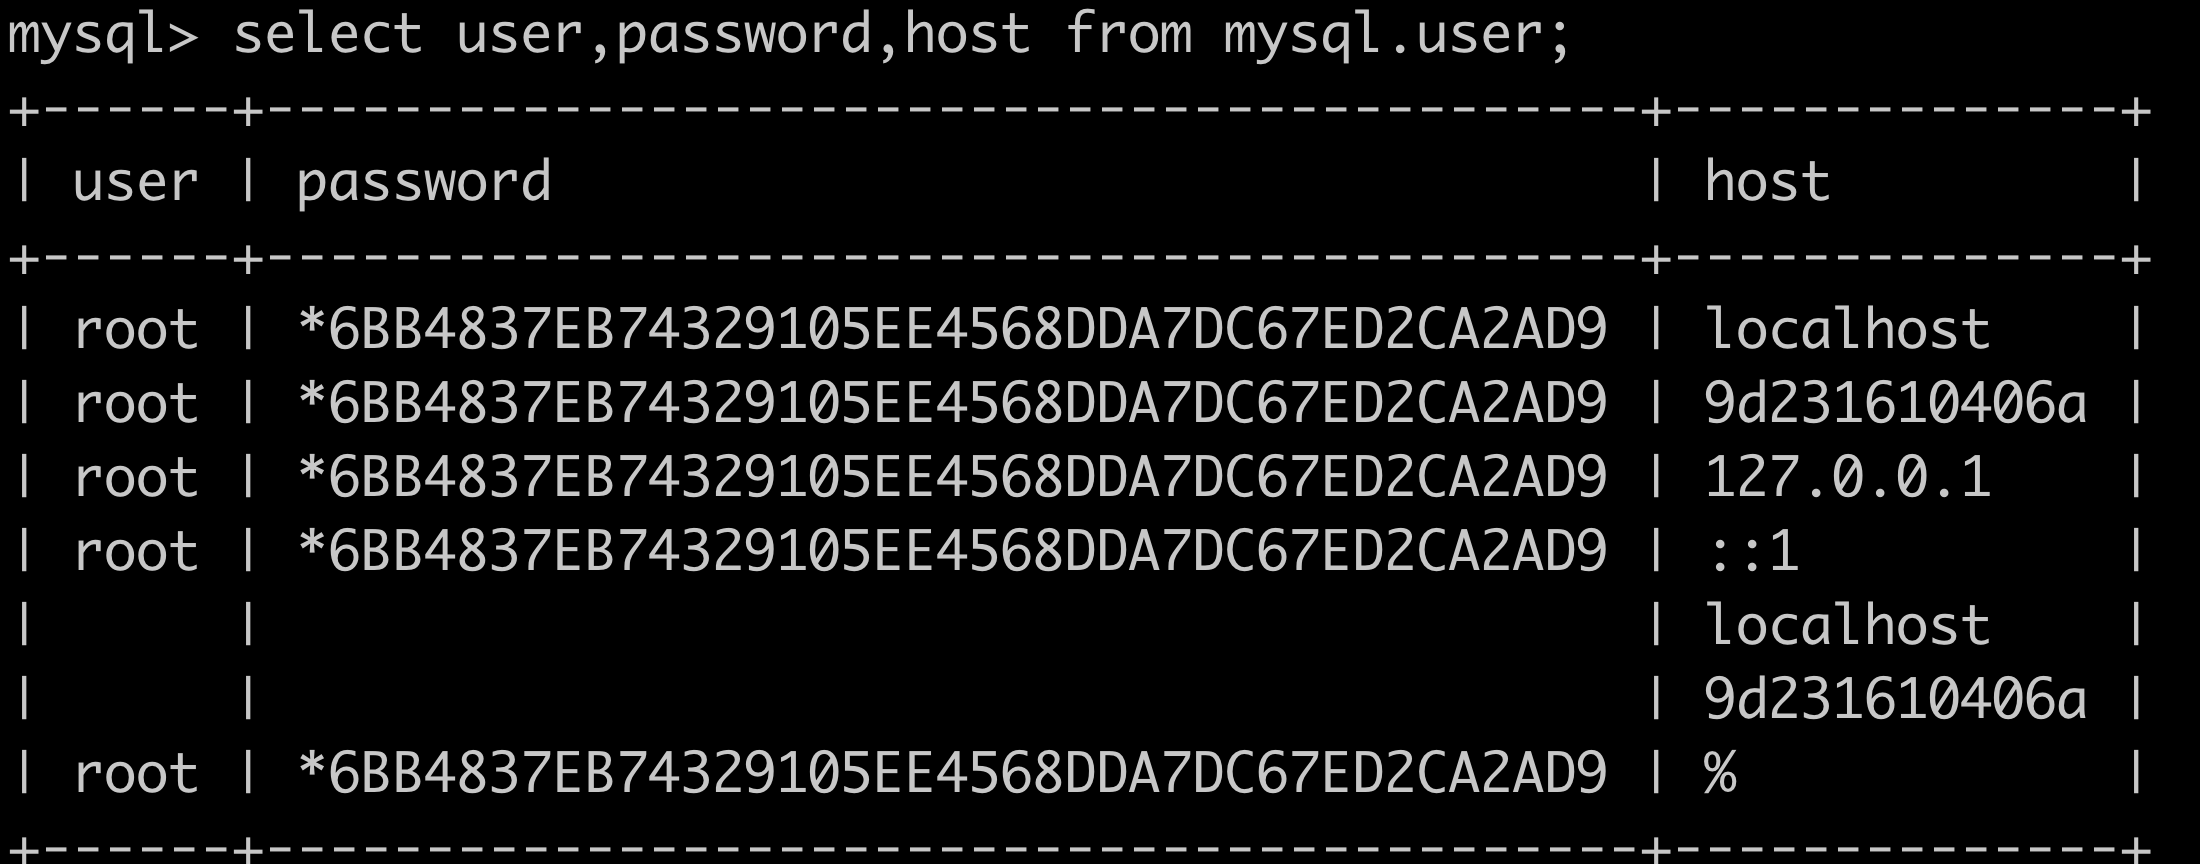 mysql> select user,password,host from mysql.user;
+------+-------------------------------------------+--------------+
| user | password                                  | host         |
+------+-------------------------------------------+--------------+
| root | *6BB4837EB74329105EE4568DDA7DC67ED2CA2AD9 | localhost    |
| root | *6BB4837EB74329105EE4568DDA7DC67ED2CA2AD9 | 9d231610406a |
| root | *6BB4837EB74329105EE4568DDA7DC67ED2CA2AD9 | 127.0.0.1    |
| root | *6BB4837EB74329105EE4568DDA7DC67ED2CA2AD9 | ::1          |
|      |                                           | localhost    |
|      |                                           | 9d231610406a |
| root | *6BB4837EB74329105EE4568DDA7DC67ED2CA2AD9 | %            |
+------+-------------------------------------------+--------------+